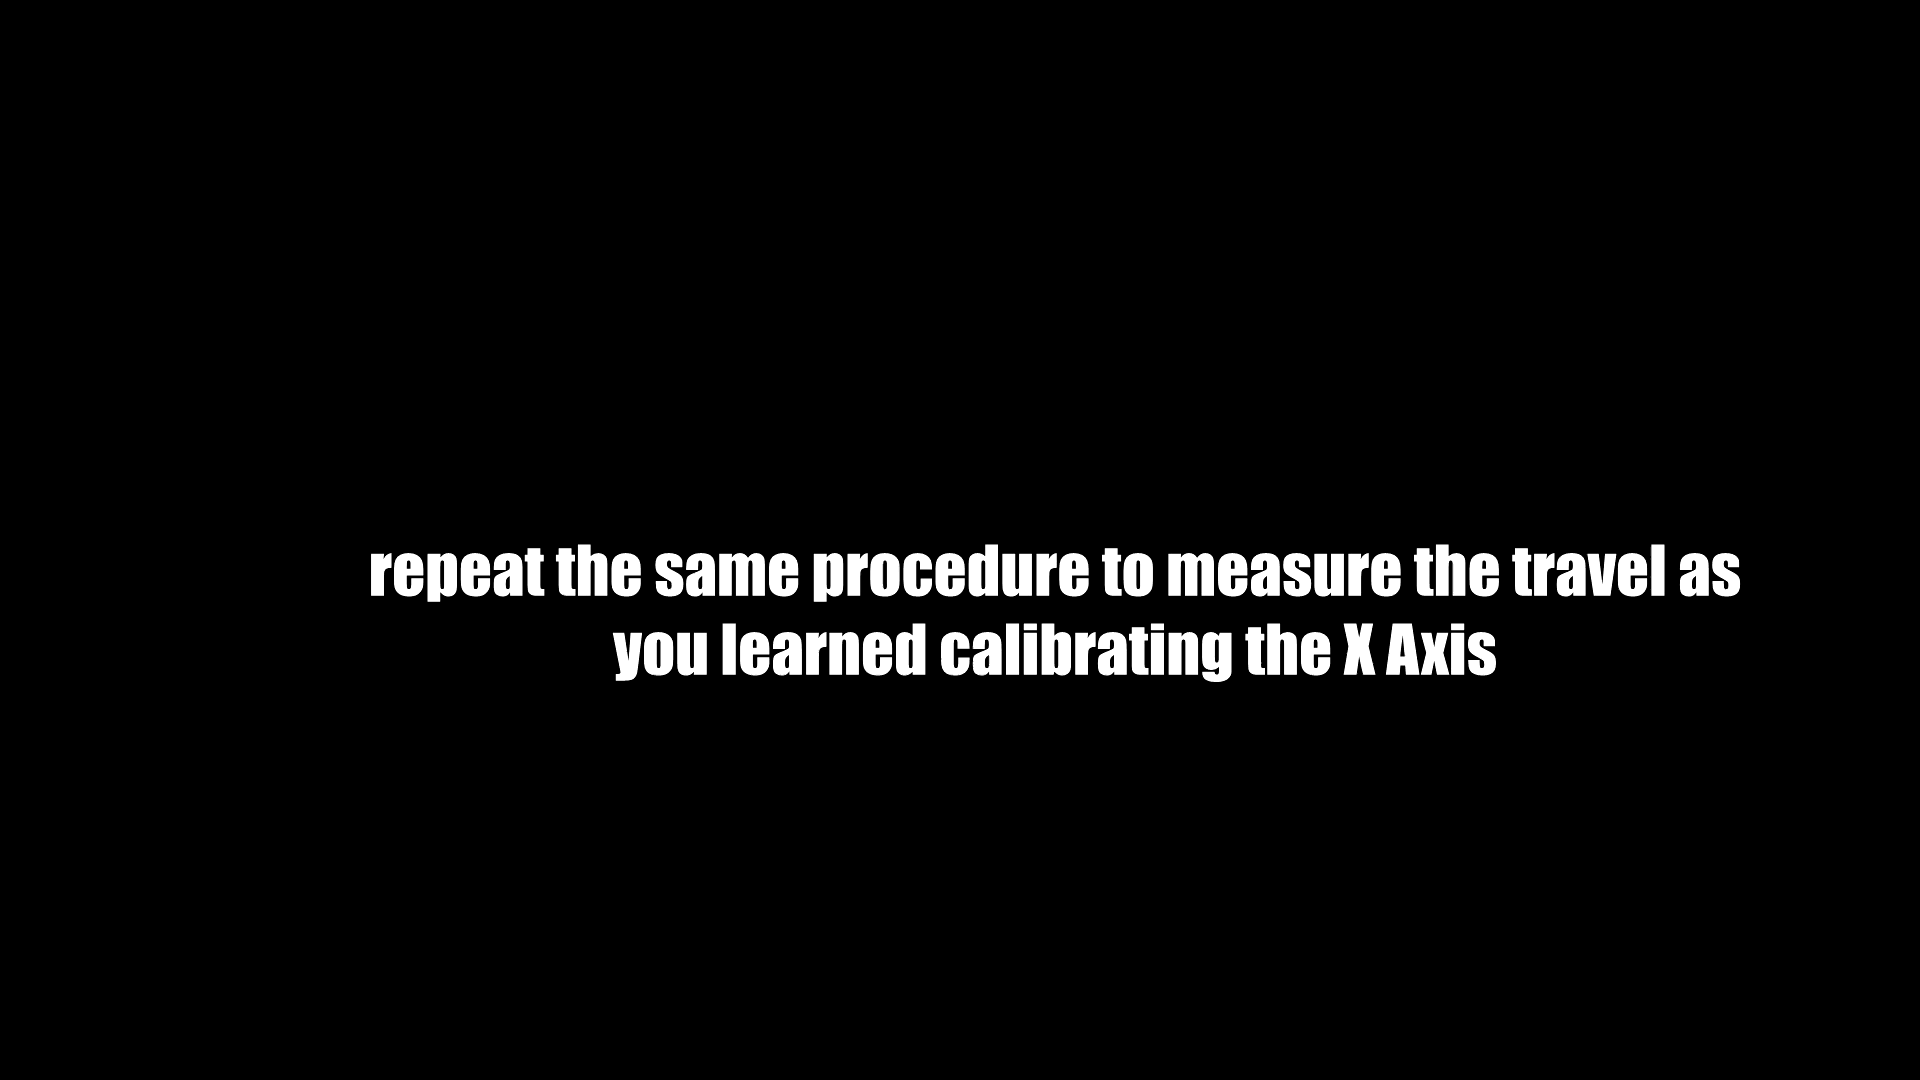 repeat the same procedure to measure the travel as
you learned calibrating the X Axis